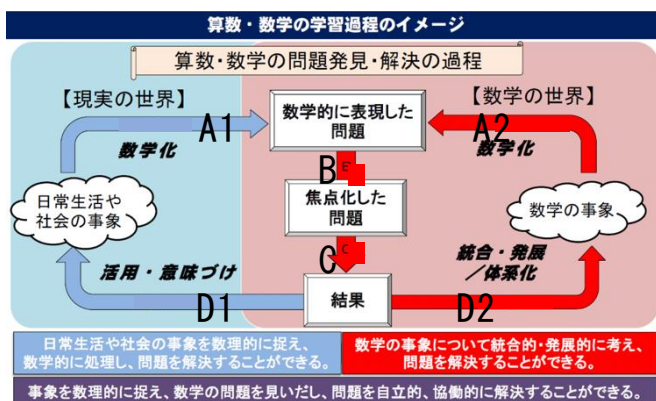 算数・数学の学習過程のイメージ
算数・数学の問題発見・解決の過程
【現実の世界】
【数学の世界】
A1
数学的に表現した
問題
A2
数学化
数学化
B
日常生活や
社会の事象
焦点化した
問題
数学の事象
C
活用・意味づけ
統合・発展
/体系化
D1
結果
D2
日常生活や社会の事象を数理的に捉え、
数学的に処理し、問題を解決することができる。
数学の事象について統合的・発展的に考え、
問題を解決することができる。
事象を数理的に捉え、数学の問題を見いだし、問題を自立的、協働的に解決することができる。